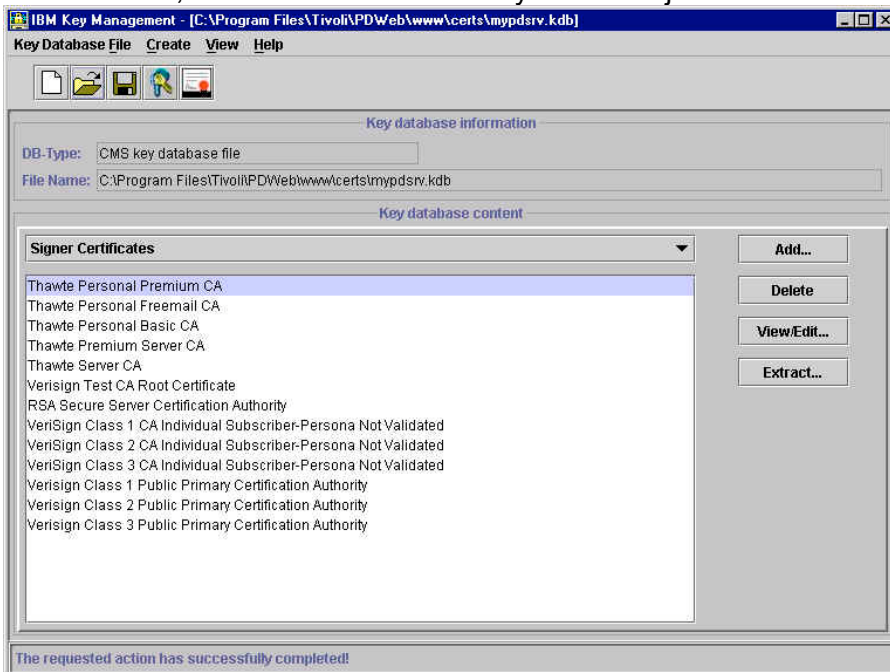 IBM Key Management - [C:\Program Files\Tivoli\PDWeb\www\certs\mypdsrv.kdb]
Key Database File Create View Help
Key database information
DB-Type: CMS key database file
File Name: C:\Program Files\Tivoli\PDWeb\www\certs\mypdsrv.kdb
Key database content
Signer Certificates
Add...
Thawte Personal Premium CA
Delete
Thawte Personal Freemail CA
Thawte Personal Basic CA
View/Edit...
Thawte Premium Server CA
Thawte Server CA
Extract...
Verisign Test CA Root Certificate
RSA Secure Server Certification Authority
VeriSign Class 1 CA Individual Subscriber-Persona Not Validated
VeriSign Class 2 CA Individual Subscriber-Persona Not Validated
VeriSign Class 3 CA Individual Subscriber-Persona Not Validated
Verisign Class 1 Public Primary Certification Authority
Verisign Class 2 Public Primary Certification Authority
Verisign Class 3 Public Primary Certification Authority
The requested action has successfully completed!